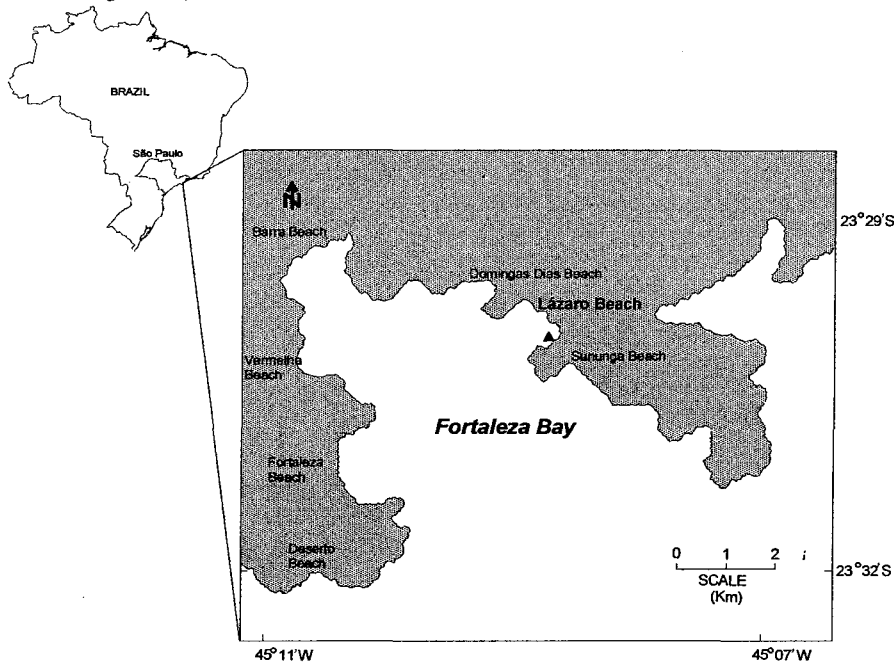 BRAZIL
São Paulo
N
23°29'S
Barra Beach
Domingas Dias Beach
Lázaro Beach
Vermelha
Beach
Sununga Beach
Fortaleza Bay
Fortaleza
Beach
Deserto
Beach
0 1 2
SCALE
(Km)
23°32'S
45°11'W
45°07'W